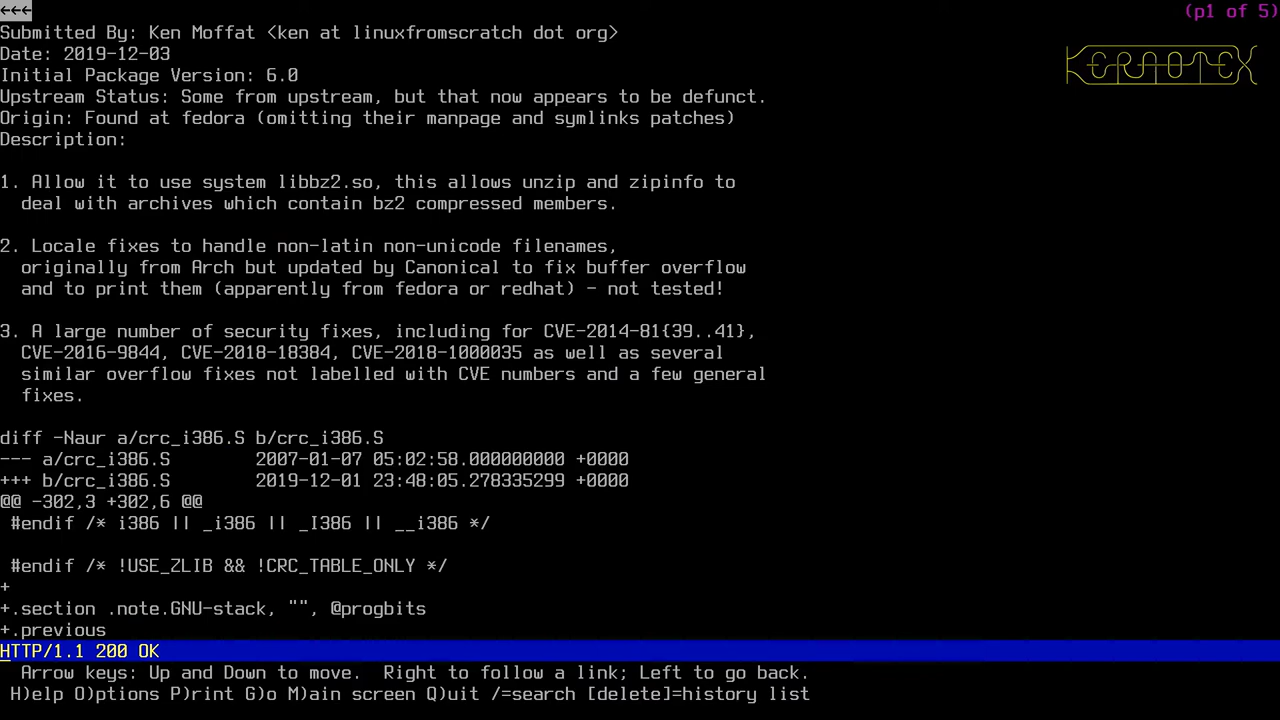 ←←←
(p1 of 5)
Submitted By: Ken Moffat <ken at linuxfromscratch dot org>
Date: 2019-12-03
KERAOTEX
Initial Package Version: 6.0
Upstream Status: Some from upstream, but that now appears to be defunct.
Origin: Found at fedora (omitting their manpage and symlinks patches)
Description:
1. Allow it to use system libbz2.so, this allows unzip and zipinfo to
deal with archives which contain bz2 compressed members.
2. Locale fixes to handle non-latin non-unicode filenames,
originally from Arch but updated by Canonical to fix buffer overflow
and to print them (apparently from fedora or redhat) - not tested!
3. A large number of security fixes, including for CVE-2014-81{39..41},
CVE-2016-9844, CVE-2018-18384, CVE-2018-1000035 as well as several
similar overflow fixes not labelled with CVE numbers and a few general
fixes.
diff -Naur a/crc_i386.S b/crc_i386.S
--- a/crc_i386.S 2007-01-07 05:02:58.000000000 +0000
+++ b/crc_i386.S 2019-12-01 23:48:05.278335299 +0000
@@ -302,3 +302,6 @@
#endif /* i386 || _i386 || _I386 || __i386 */
#endif /* !USE_ZLIB && !CRC_TABLE_ONLY */
+
+.section .note.GNU-stack, "", @progbits
+.previous
HTTP/1.1 200 OK
Arrow keys: Up and Down to move. Right to follow a link; Left to go back.
H)elp O)ptions P)rint G)o M)ain screen Q)uit /=search [delete]=history list